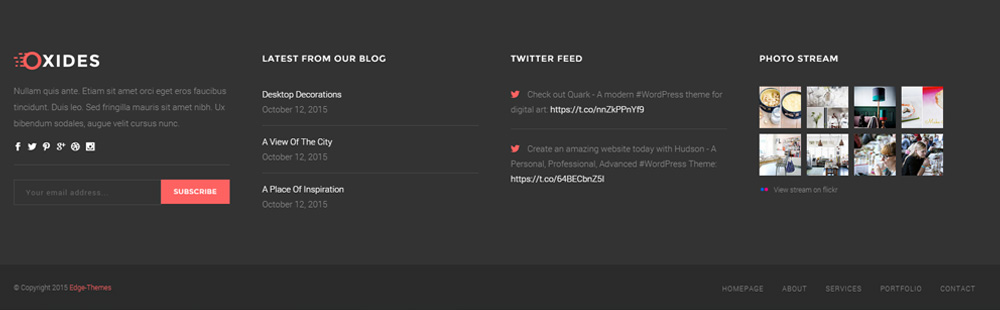 OXIDES
Nullam quis ante. Etiam sit amet orci eget eros faucibus
tincidunt. Duis leo. Sed fringilla mauris sit amet nibh. Ux
bibendum sodales, augue velit cursus nunc.
Your email address...
SUBSCRIBE
LATEST FROM OUR BLOG
Desktop Decorations
October 12, 2015
A View Of The City
October 12, 2015
A Place Of Inspiration
October 12, 2015
TWITTER FEED
Check out Quark - A modern #WordPress theme for
digital art: https://t.co/nnZkPPnYf9
Create an amazing website today with Hudson - A
Personal, Professional, Advanced #WordPress Theme:
https://t.co/64BECbnZ5l
PHOTO STREAM
View stream on flickr
© Copyright 2015 Edge-Themes
HOMEPAGE ABOUT SERVICES PORTFOLIO CONTACT